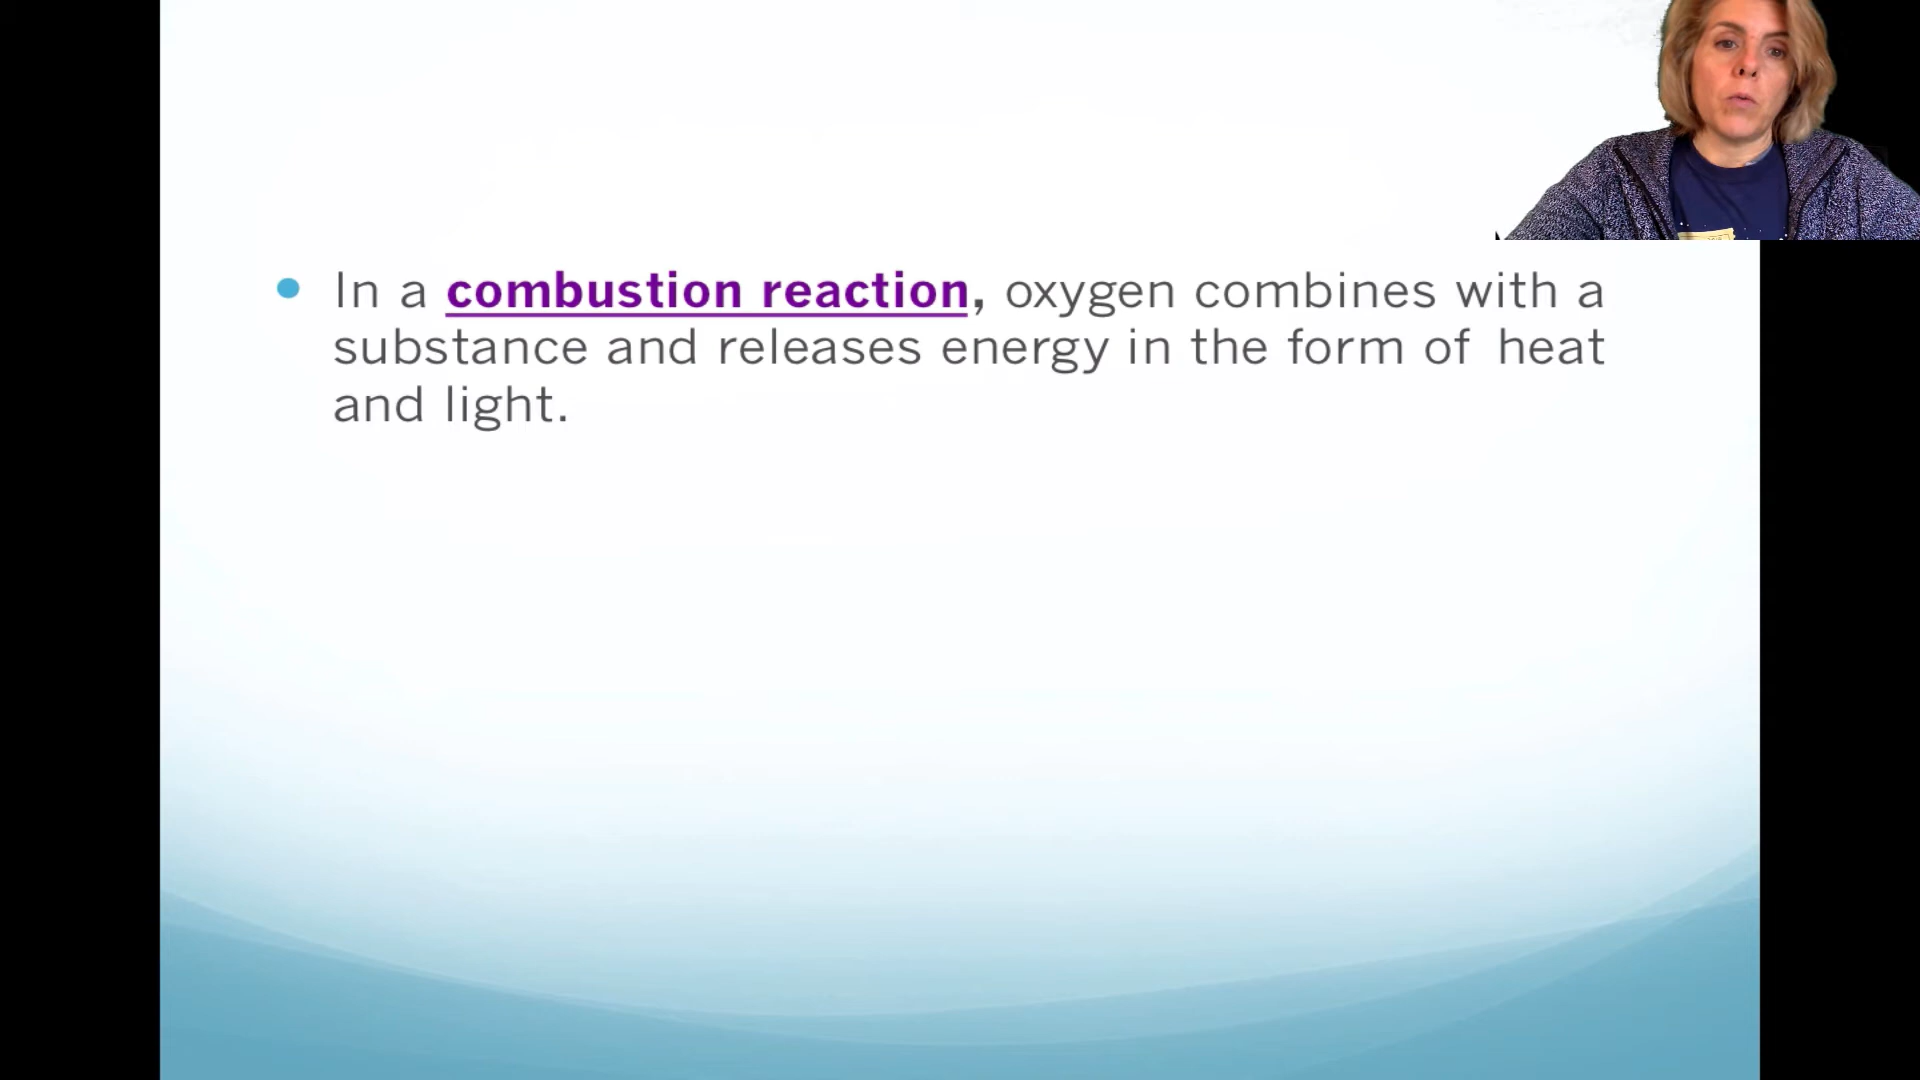 In a combustion reaction, oxygen combines with a
substance and releases energy in the form of heat
and light.